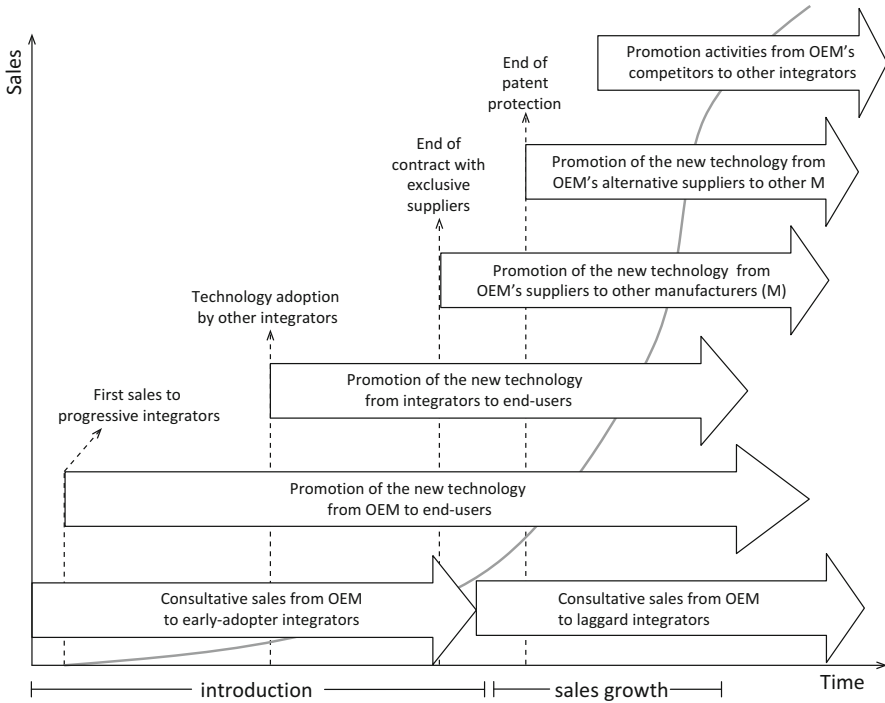 Sales
Promotion activities from OEM's
competitors to other integrators
End of
patent
protection
Promotion of the new technology from
OEM's alternative suppliers to other M
End of
contract with
exclusive
suppliers
Promotion of the new technology from
OEM's suppliers to other manufacturers (M)
Technology adoption
by other integrators
Promotion of the new technology
from integrators to end-users
First sales to
progressive integrators
Promotion of the new technology
from OEM to end-users
Consultative sales from OEM
to early-adopter integrators
Consultative sales from OEM
to laggard integrators
introduction
sales growth
Time